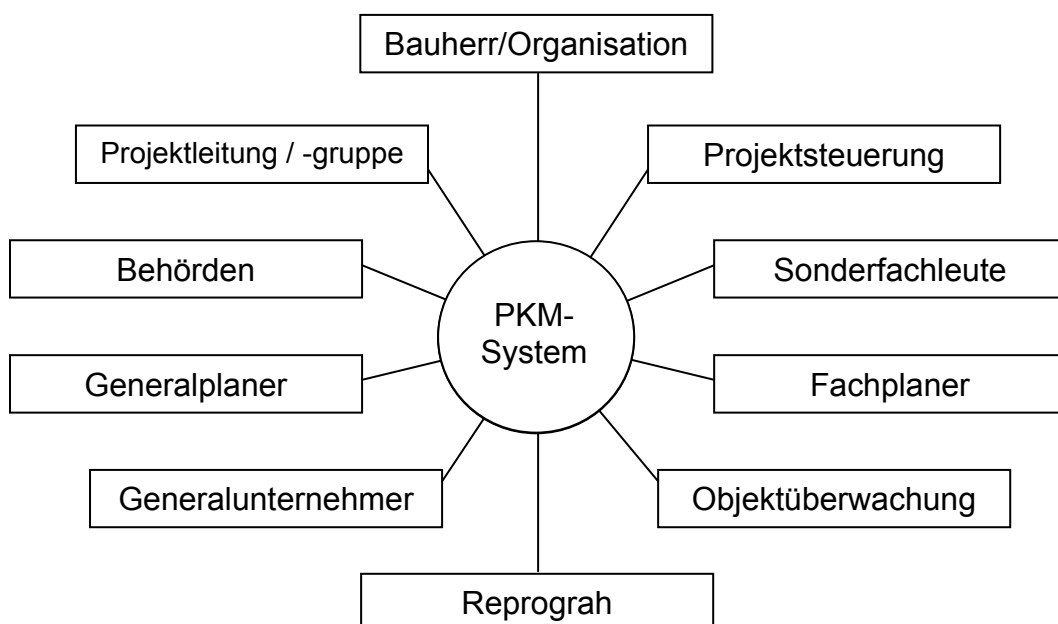 Bauherr/Organisation
Projektleitung / -gruppe
Projektsteuerung
Behörden
Sonderfachleute
PKM-
System
Generalplaner
Fachplaner
Generalunternehmer
Objektüberwachung
Reprograh